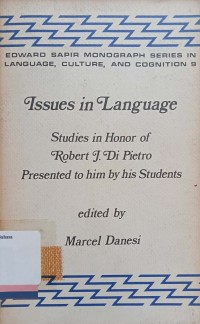 EDWARD SAPIR MONOGRAPH SERIES IN
LANGUAGE, CULTURE, AND COGNITION 9
Issues in Language
Studies in Honor of
Robert J. Di Pietro
Presented to him by his Students
edited by
Marcel Danesi